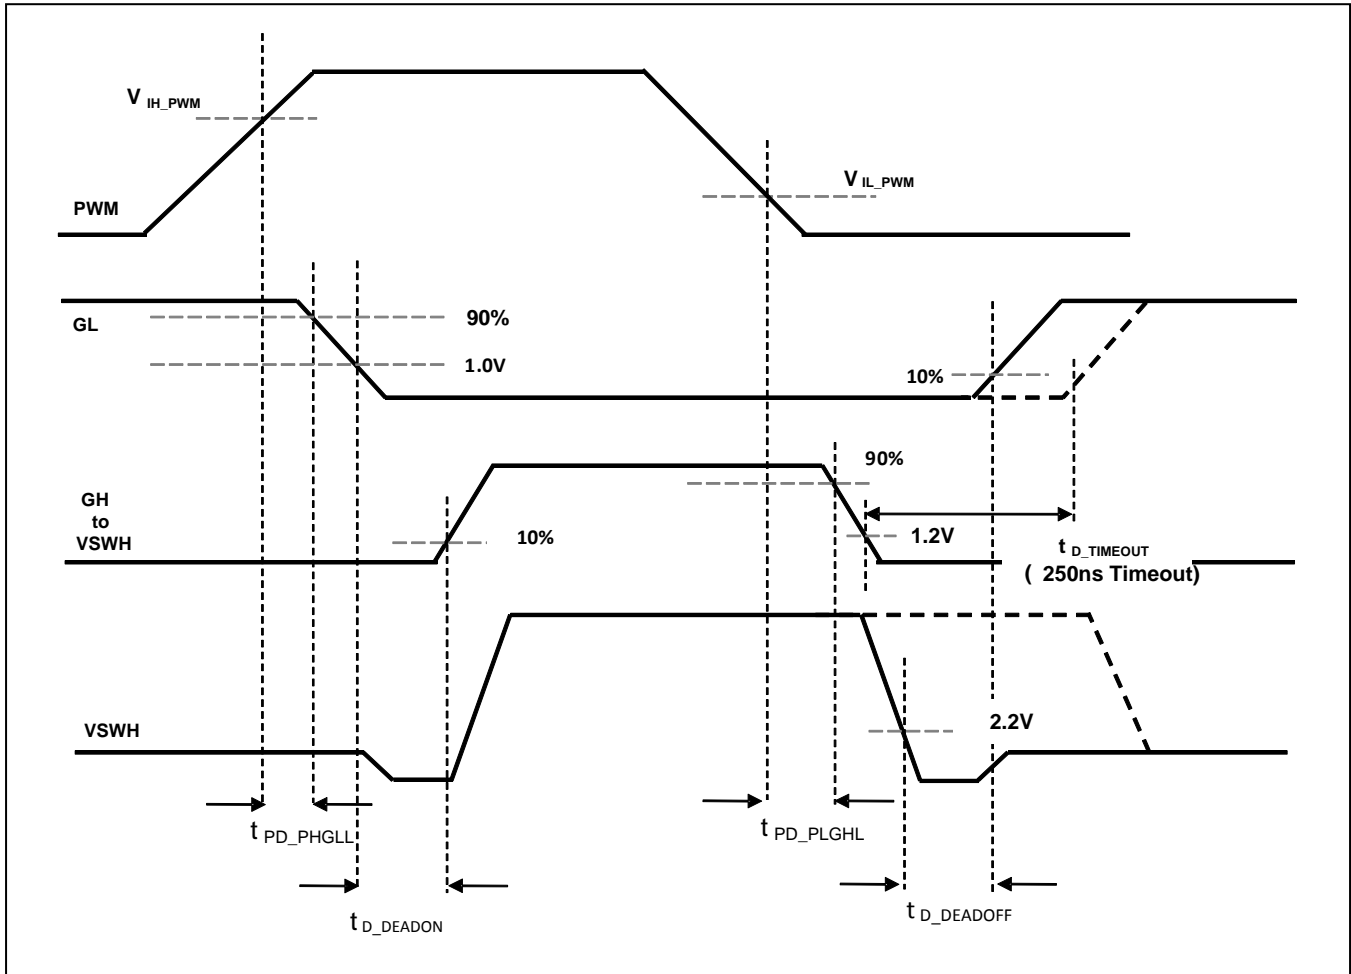 V IH_PWM
V IL_PWM
PWM
GL
90%
1.0V
10%
90%
GH
to
VSWH
10%
1.2V
t D_TIMEOUT
( 250ns Timeout)
VSWH
2.2V
t PD_PHGLL
t PD_PLGHL
t D_DEADON
t D_DEADOFF